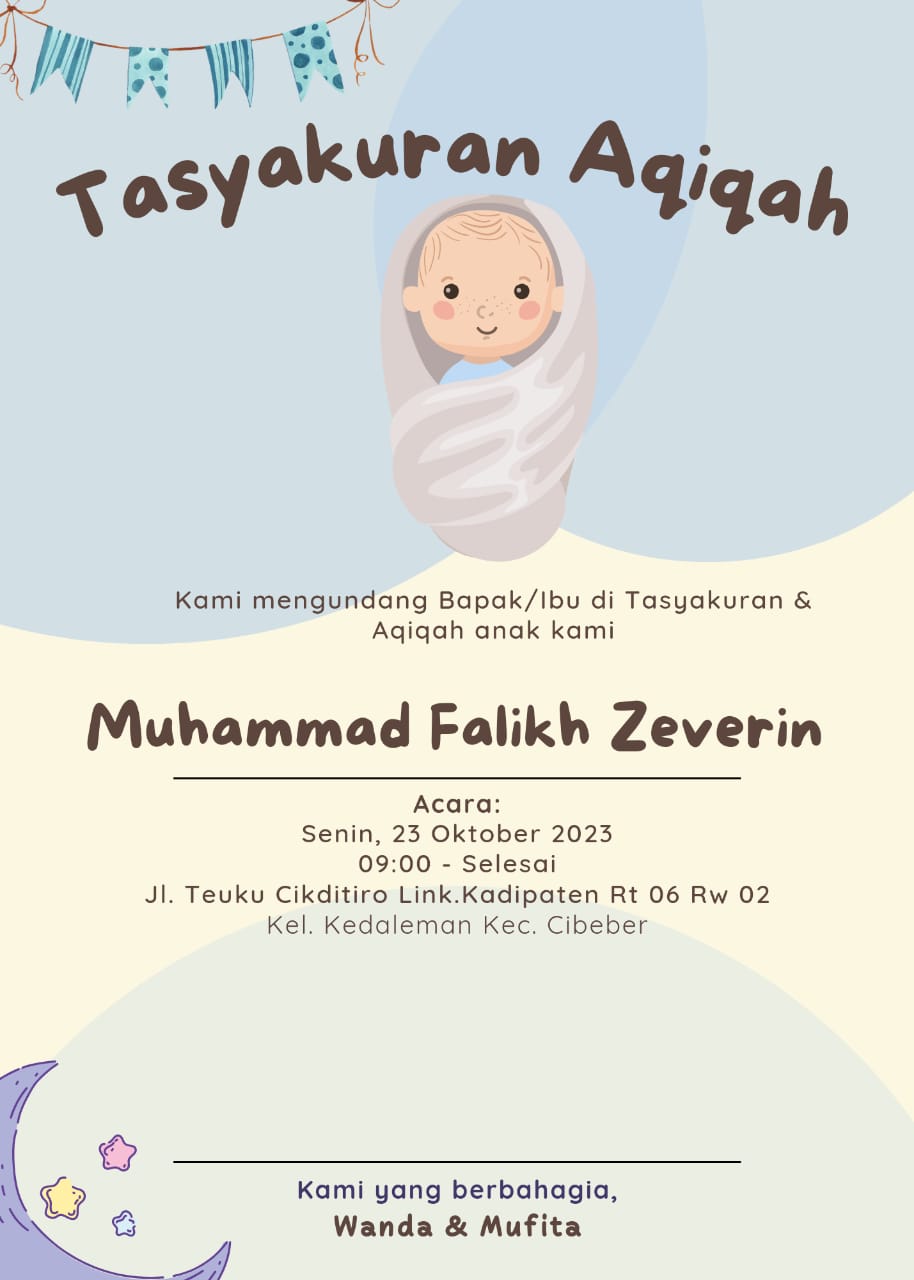 Tasyakuran Aqiqah
Kami mengundang Bapak/Ibu di Tasyakuran &
Aqiqah anak kami
Muhammad Falikh Zeverin
Acara:
Senin, 23 Oktober 2023
09:00 - Selesai
Jl. Teuku Cikditiro Link.Kadipaten Rt 06 Rw 02
Kel. Kedaleman Kec. Cibeber
Kami yang berbahagia,
Wanda & Mufita